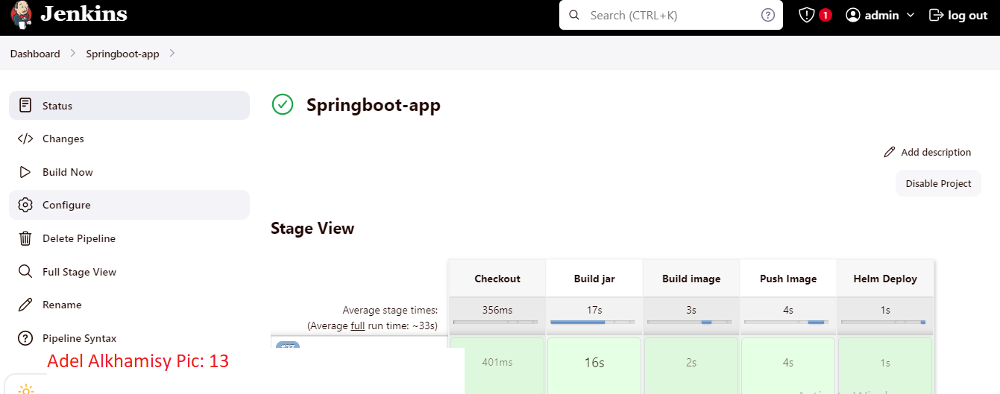 Jenkins
Search (CTRL+K)
1
admin
log out
Dashboard
Springboot-app
Status
Changes
Build Now
Configure
Delete Pipeline
Full Stage View
Rename
Pipeline Syntax
Adel Alkhamisy Pic: 13
Springboot-app
Add description
Disable Project
Stage View
Checkout Build jar Build image Push Image Helm Deploy
Average stage times: 356ms 17s 3s 4s 1s
(Average full run time: ~33s)
401ms 16s 2s 4s 1s